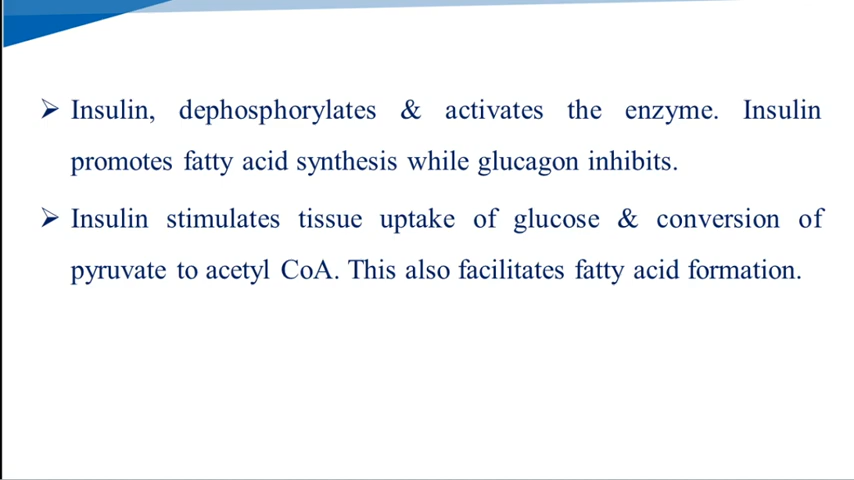 ➢ Insulin, dephosphorylates & activates the enzyme. Insulin
promotes fatty acid synthesis while glucagon inhibits.
➢ Insulin stimulates tissue uptake of glucose & conversion of
pyruvate to acetyl CoA. This also facilitates fatty acid formation.